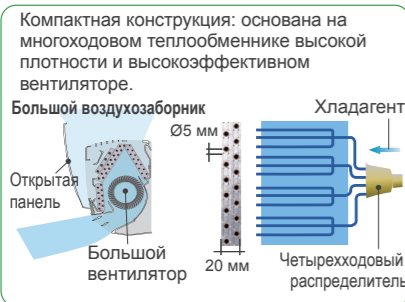 Компактная конструкция: основана на
многоходовом теплообменнике высокой
плотности и высокоэффективном
вентиляторе.
Большой воздухозаборник
Хладагент
Ø5 мм
Открытая
панель
Большой
вентилятор
20 мм
Четырехходовый
распределитель